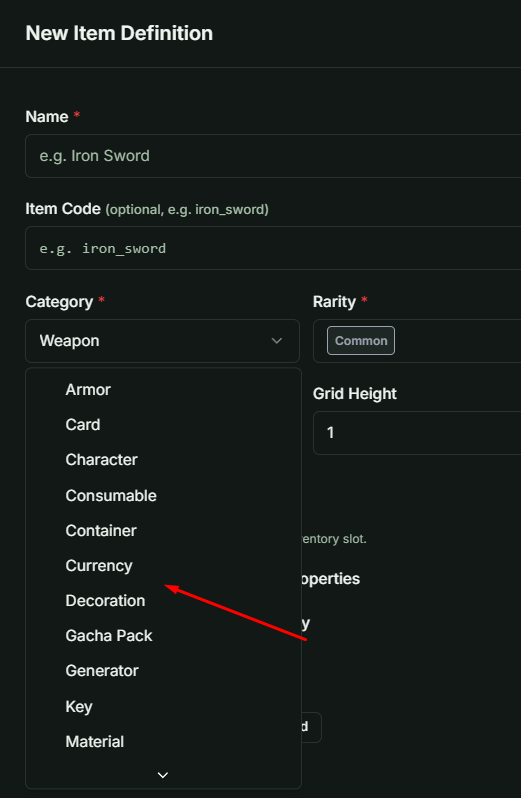 New Item Definition
Name *
e.g. Iron Sword
Item Code (optional, e.g. iron_sword)
e.g. iron_sword
Category * Rarity *
Weapon Common
Armor
Grid Height
Card
1
Character
Consumable
Container
entory slot.
Currency
operties
Decoration
y
Gacha Pack
Generator
Key
d
Material